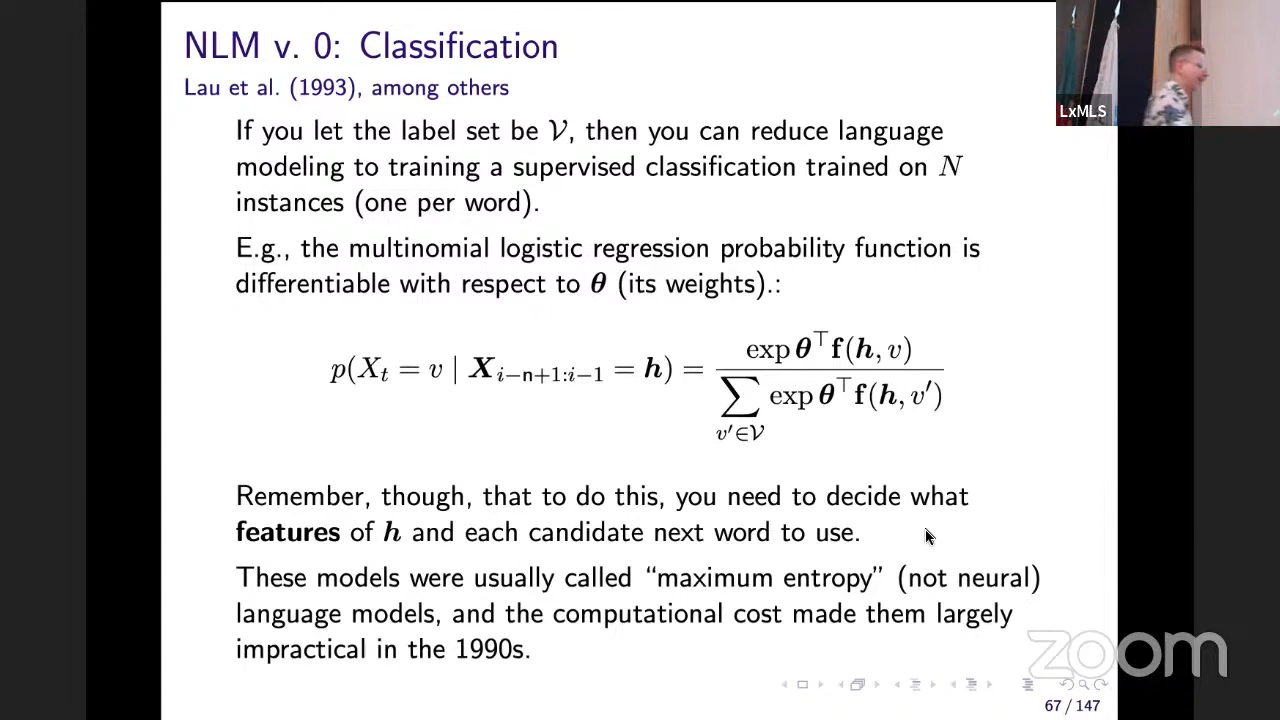 NLM v. 0: Classification
Lau et al. (1993), among others
LxMLS
If you let the label set be 𝒱, then you can reduce language
modeling to training a supervised classification trained on N
instances (one per word).
E.g., the multinomial logistic regression probability function is
differentiable with respect to θ (its weights).:
p(X_t = v | X_{i−n+1:i−1} = h) = exp θ^⊤ f(h, v) / ∑_{v′∈𝒱} exp θ^⊤ f(h, v′)
Remember, though, that to do this, you need to decide what
features of h and each candidate next word to use.
These models were usually called “maximum entropy” (not neural)
language models, and the computational cost made them largely
impractical in the 1990s.
zoom
67 / 147